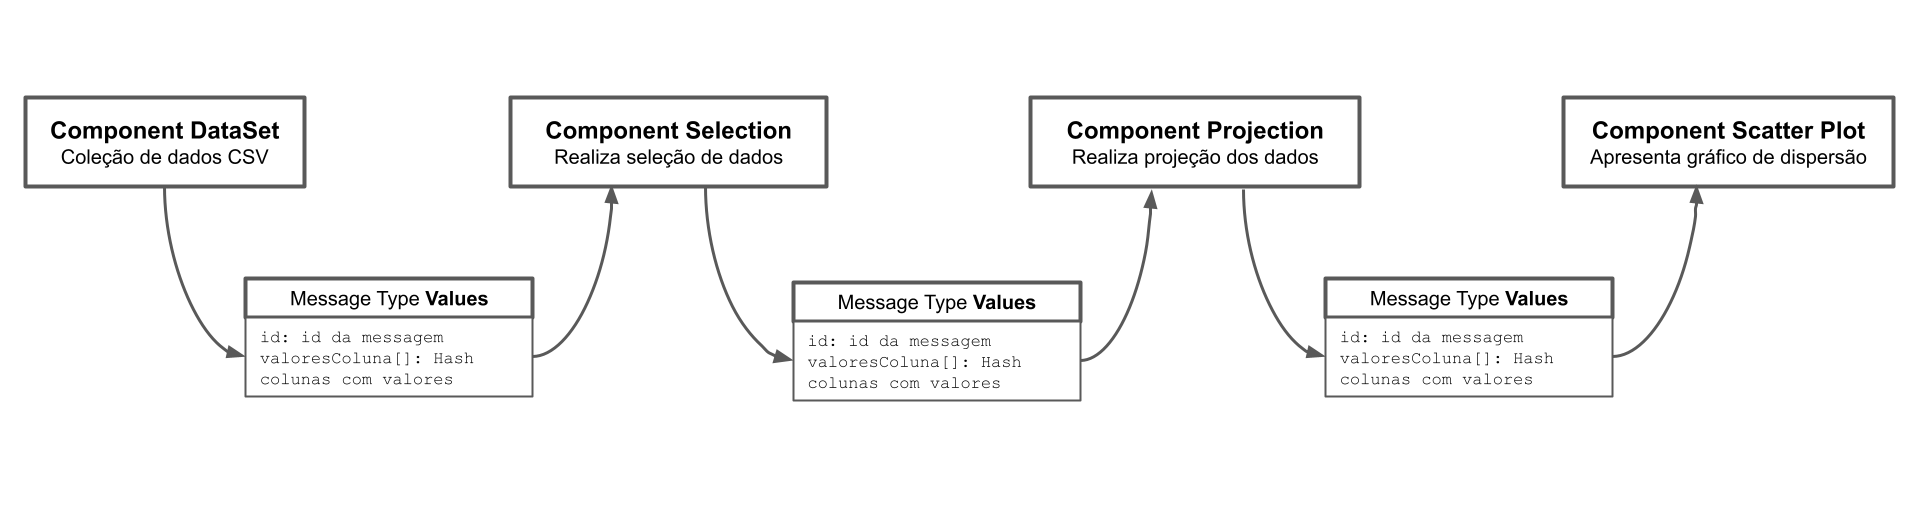 Component DataSet
Coleção de dados CSV
Component Selection
Realiza seleção de dados
Component Projection
Realiza projeção dos dados
Component Scatter Plot
Apresenta gráfico de dispersão
Message Type Values
id: id da messagem
valoresColuna[]: Hash
colunas com valores
Message Type Values
id: id da messagem
valoresColuna[]: Hash
colunas com valores
Message Type Values
id: id da messagem
valoresColuna[]: Hash
colunas com valores